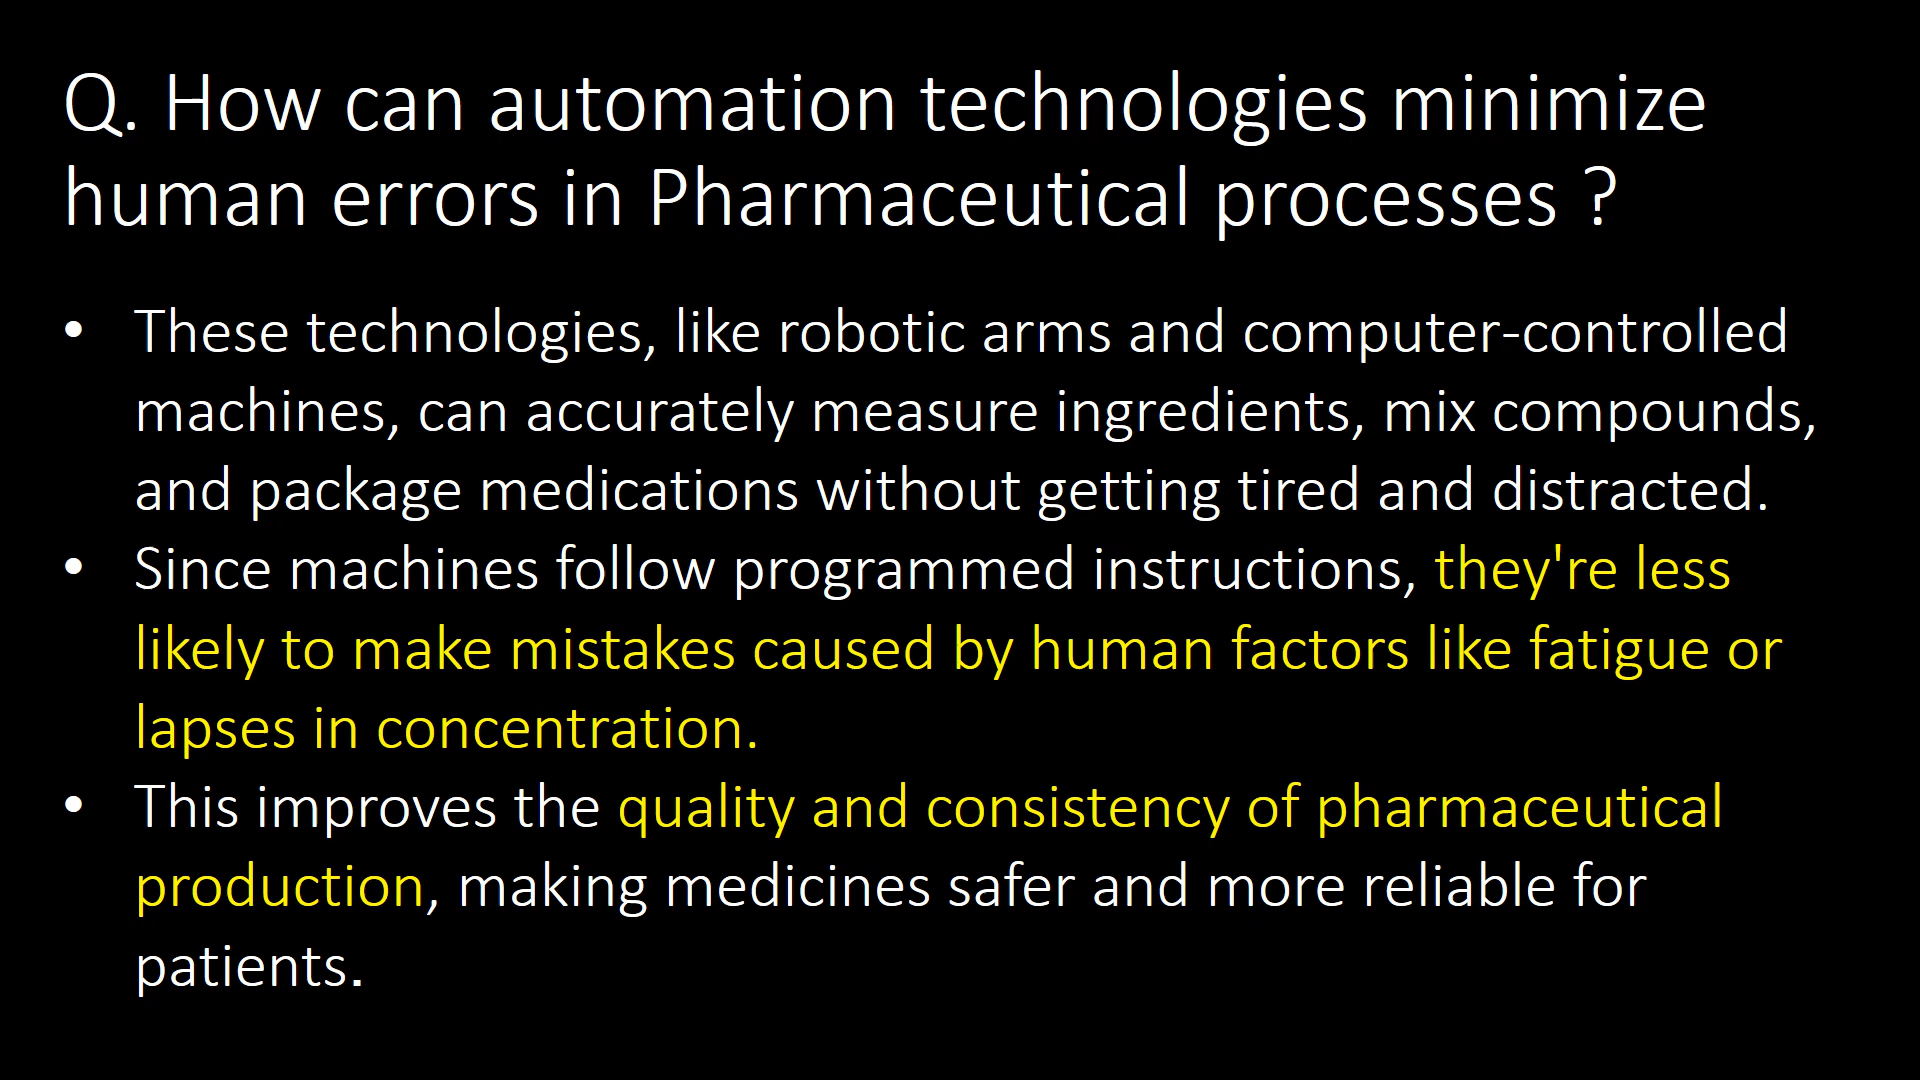 Q. How can automation technologies minimize
human errors in Pharmaceutical processes ?
• These technologies, like robotic arms and computer-controlled
machines, can accurately measure ingredients, mix compounds,
and package medications without getting tired and distracted.
• Since machines follow programmed instructions, they're less
likely to make mistakes caused by human factors like fatigue or
lapses in concentration.
• This improves the quality and consistency of pharmaceutical
production, making medicines safer and more reliable for
patients.